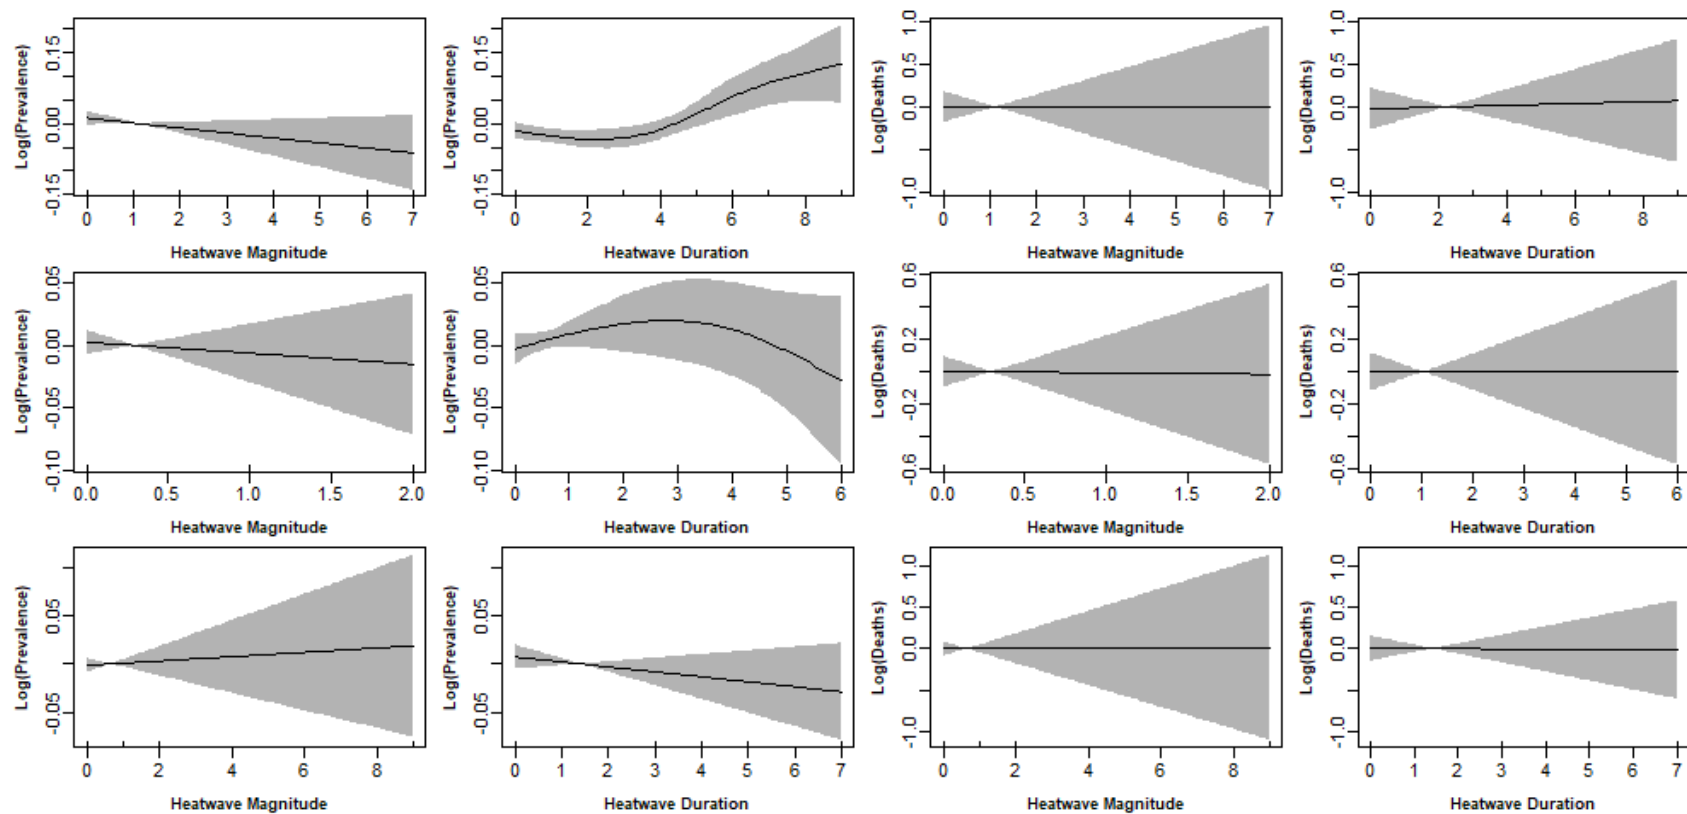 Log(Prevalence)
-0.15 0.00 0.15
0 1 2 3 4 5 6 7
Heatwave Magnitude
Log(Prevalence)
-0.15 0.00 0.15
0 2 4 6 8
Heatwave Duration
Log(Deaths)
-1.0 0.0 0.5 1.0
0 1 2 3 4 5 6 7
Heatwave Magnitude
Log(Deaths)
-1.0 0.0 0.5 1.0
0 2 4 6 8
Heatwave Duration
Log(Prevalence)
-0.10 -0.05 0.00 0.05
0.0 0.5 1.0 1.5 2.0
Heatwave Magnitude
Log(Prevalence)
-0.10 -0.05 0.00 0.05
0 1 2 3 4 5 6
Heatwave Duration
Log(Deaths)
-0.6 -0.2 0.2 0.6
0.0 0.5 1.0 1.5 2.0
Heatwave Magnitude
Log(Deaths)
-0.6 -0.2 0.2 0.6
0 1 2 3 4 5 6
Heatwave Duration
Log(Prevalence)
-0.05 0.05
0 2 4 6 8
Heatwave Magnitude
Log(Prevalence)
-0.05 0.05
0 1 2 3 4 5 6 7
Heatwave Duration
Log(Deaths)
-1.0 0.0 0.5 1.0
0 2 4 6 8
Heatwave Magnitude
Log(Deaths)
-1.0 0.0 0.5 1.0
0 1 2 3 4 5 6 7
Heatwave Duration